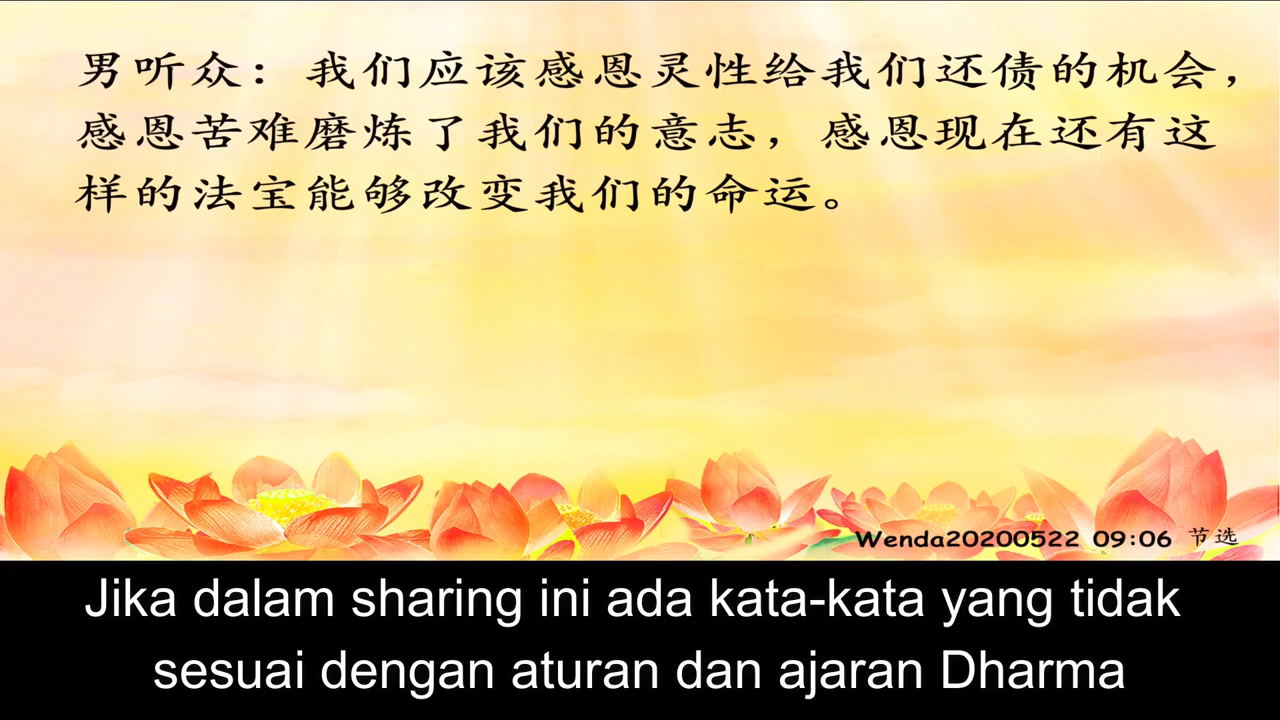 男听众：我们应该感恩灵性给我们还债的机会，
感恩苦难磨炼了我们的意志，感恩现在还有这
样的法宝能够改变我们的命运。
Wenda20200522 09:06 节选
Jika dalam sharing ini ada kata-kata yang tidak
sesuai dengan aturan dan ajaran Dharma